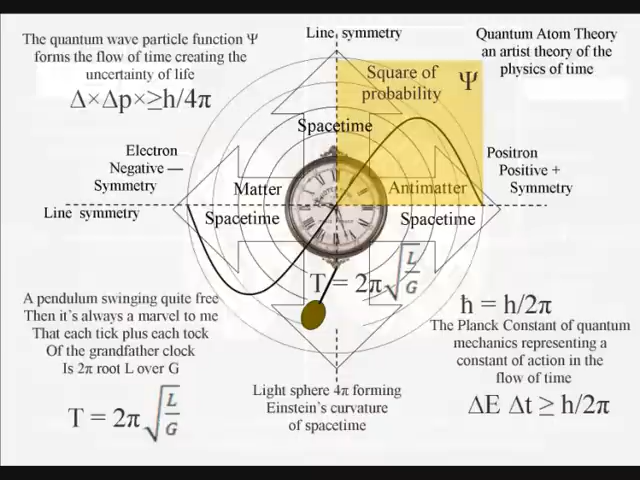 The quantum wave particle function Ψ
forms the flow of time creating the
uncertainty of life
Δ×Δp×≥h/4π
Line symmetry
Quantum Atom Theory
an artist theory of the
physics of time
Square of
probability
Ψ
Spacetime
Electron
Negative —
Symmetry
Positron
Positive +
Symmetry
Matter
Antimatter
Line symmetry
Spacetime
Spacetime
T = 2π√L/G
A pendulum swinging quite free
Then it's always a marvel to me
That each tick plus each tock
Of the grandfather clock
Is 2π root L over G
T = 2π√L/G
ħ = h/2π
The Planck Constant of quantum
mechanics representing a
constant of action in the
flow of time
ΔE Δt ≥ h/2π
Light sphere 4π forming
Einstein's curvature
of spacetime